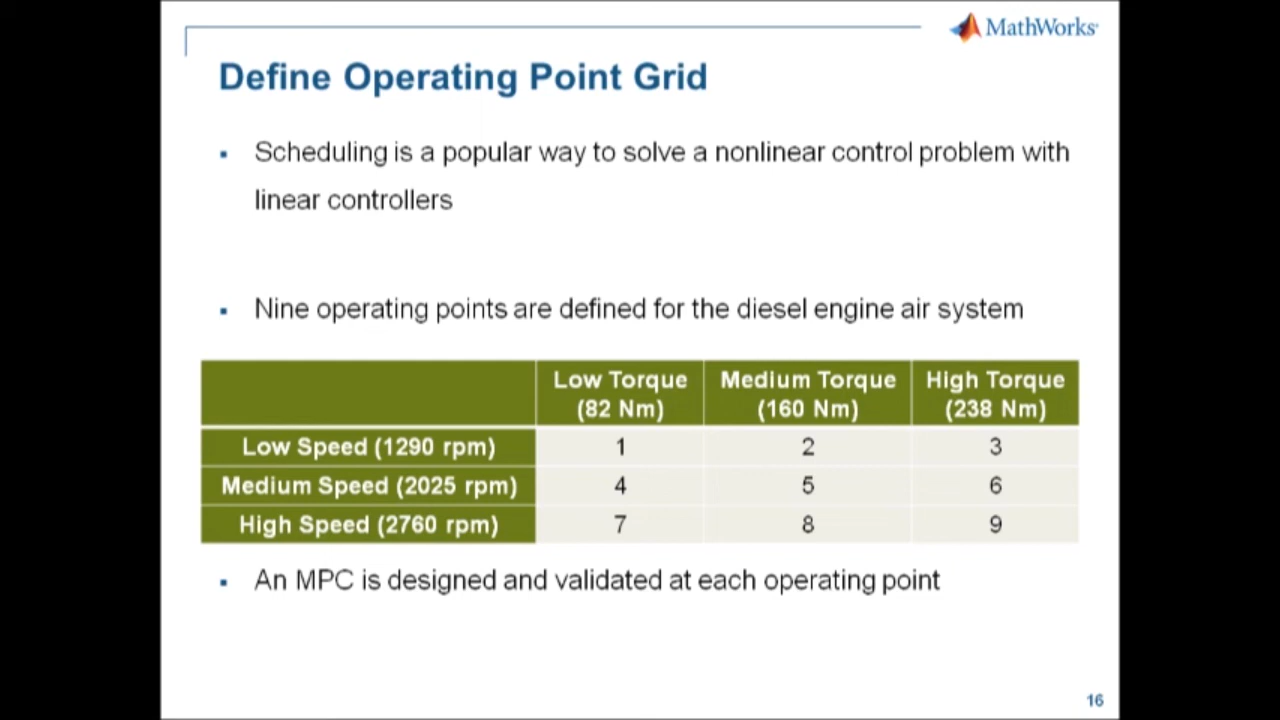 MathWorks®
Define Operating Point Grid
▪ Scheduling is a popular way to solve a nonlinear control problem with
linear controllers
▪ Nine operating points are defined for the diesel engine air system
Low Torque Medium Torque High Torque
(82 Nm) (160 Nm) (238 Nm)
Low Speed (1290 rpm) 1 2 3
Medium Speed (2025 rpm) 4 5 6
High Speed (2760 rpm) 7 8 9
▪ An MPC is designed and validated at each operating point
16